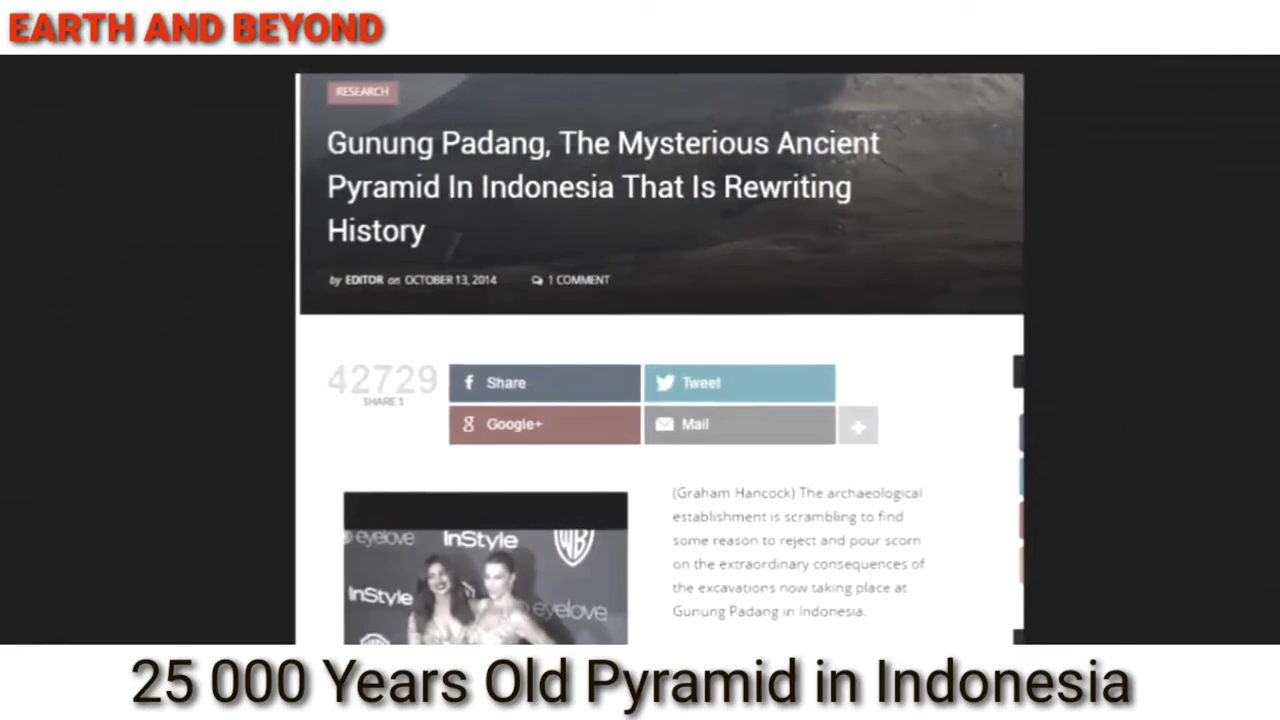 EARTH AND BEYOND
RESEARCH
Gunung Padang, The Mysterious Ancient
Pyramid In Indonesia That Is Rewriting
History
by EDITOR on OCTOBER 13, 2014 1 COMMENT
42729
SHARES
f Share
Tweet
g Google+
Mail
+
(Graham Hancock) The archaeological
establishment is scrambling to find
some reason to reject and pour scorn
on the extraordinary consequences of
the excavations now taking place at
Gunung Padang in Indonesia.
eyelove InStyle WB
InStyle
eyelove
25 000 Years Old Pyramid in Indonesia